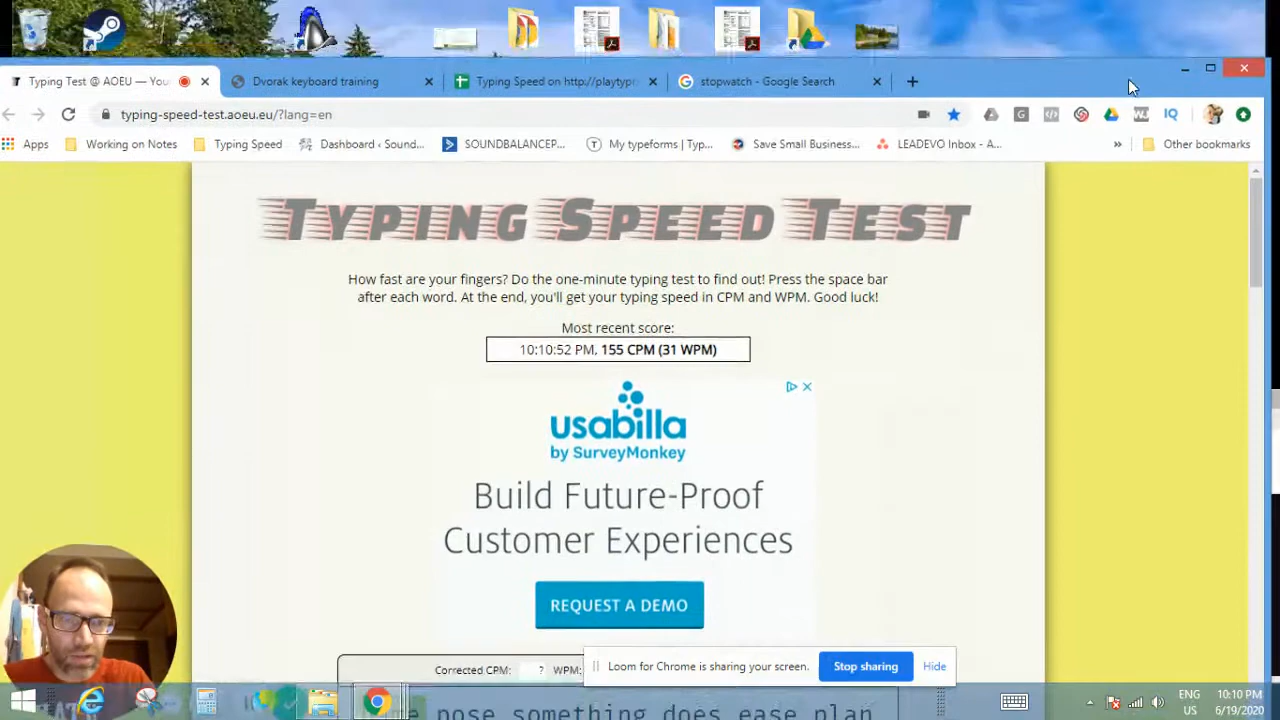 Typing Test @ AOEU — You
Dvorak keyboard training
Typing Speed on http://playtypi
stopwatch - Google Search
typing-speed-test.aoeu.eu/?lang=en
Apps
Working on Notes
Typing Speed
Dashboard ‹ Sound...
SOUNDBALANCEP...
My typeforms | Typ...
Save Small Business...
LEADEVO Inbox - A...
»
Other bookmarks
TYPING SPEED TEST
How fast are your fingers? Do the one-minute typing test to find out! Press the space bar
after each word. At the end, you'll get your typing speed in CPM and WPM. Good luck!
Most recent score:
10:10:52 PM, 155 CPM (31 WPM)
usabilla
by SurveyMonkey
Build Future-Proof
Customer Experiences
REQUEST A DEMO
Corrected CPM: ? WPM:
Loom for Chrome is sharing your screen.
Stop sharing
Hide
pose something does ease plan
ENG
US
10:10 PM
6/19/2020